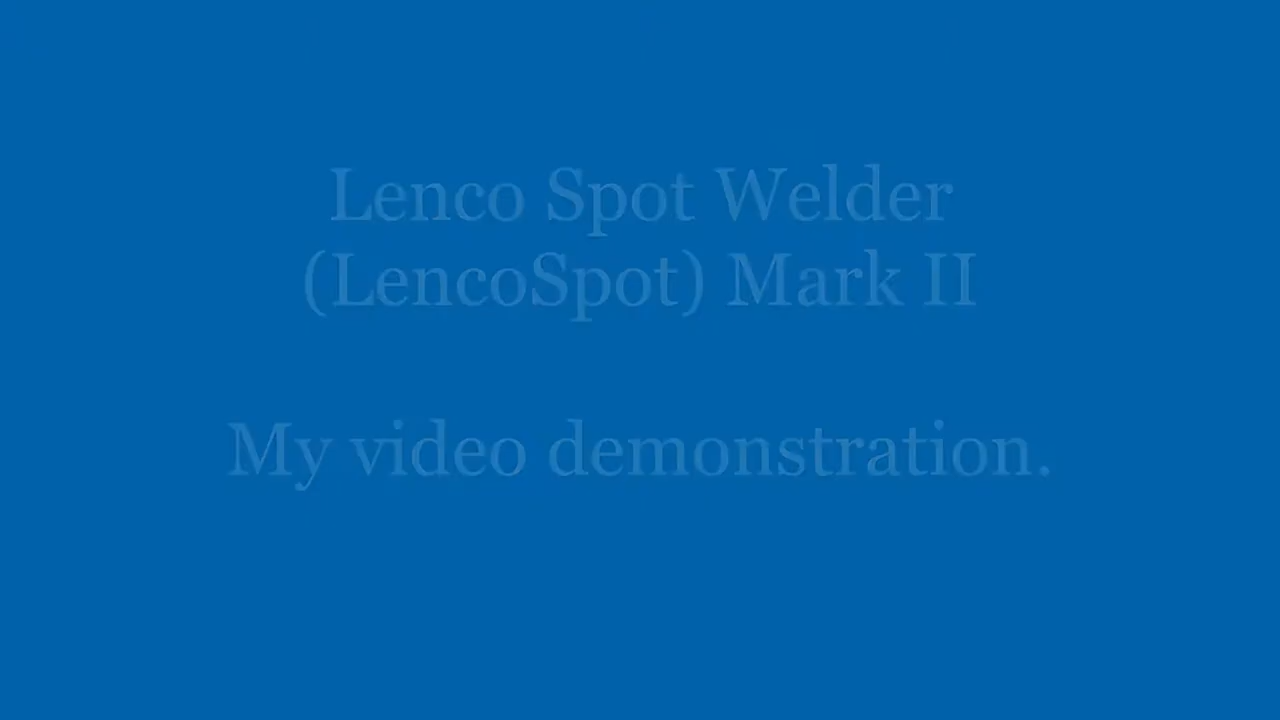 Lenco Spot Welder
(LencoSpot) Mark II
My video demonstration.